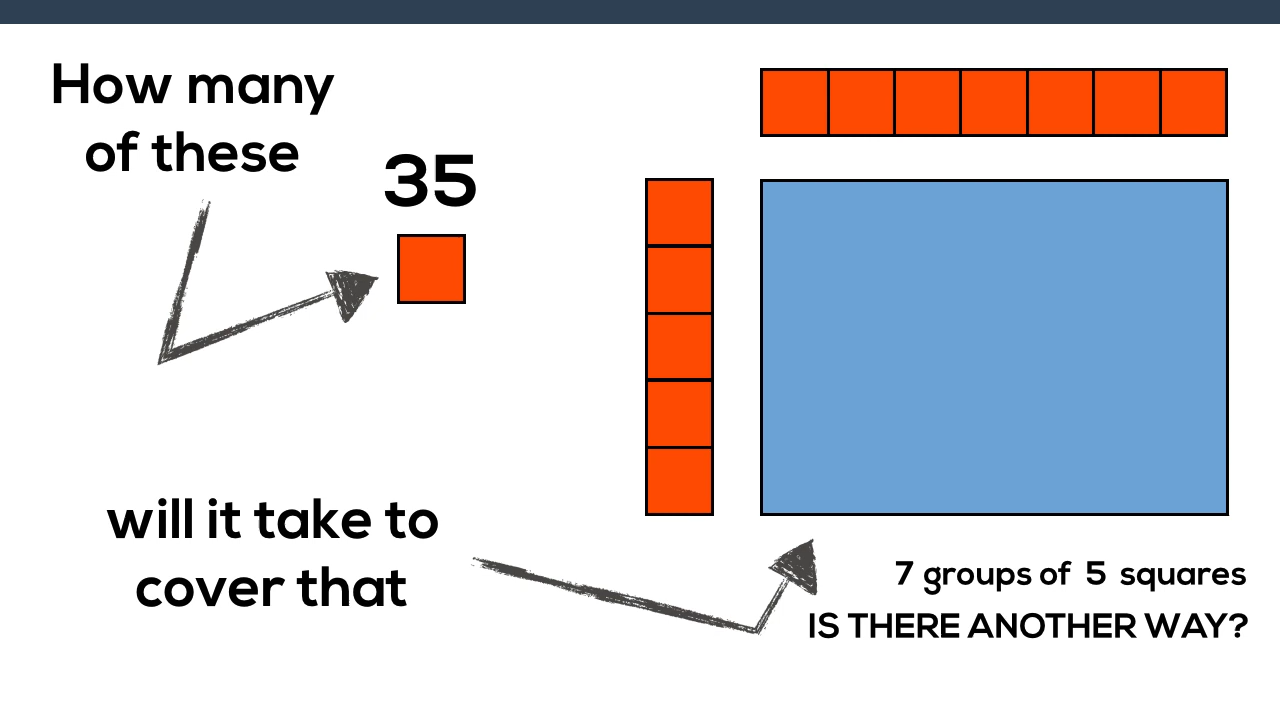 How many
of these
35
will it take to
cover that
7 groups of 5 squares
IS THERE ANOTHER WAY?